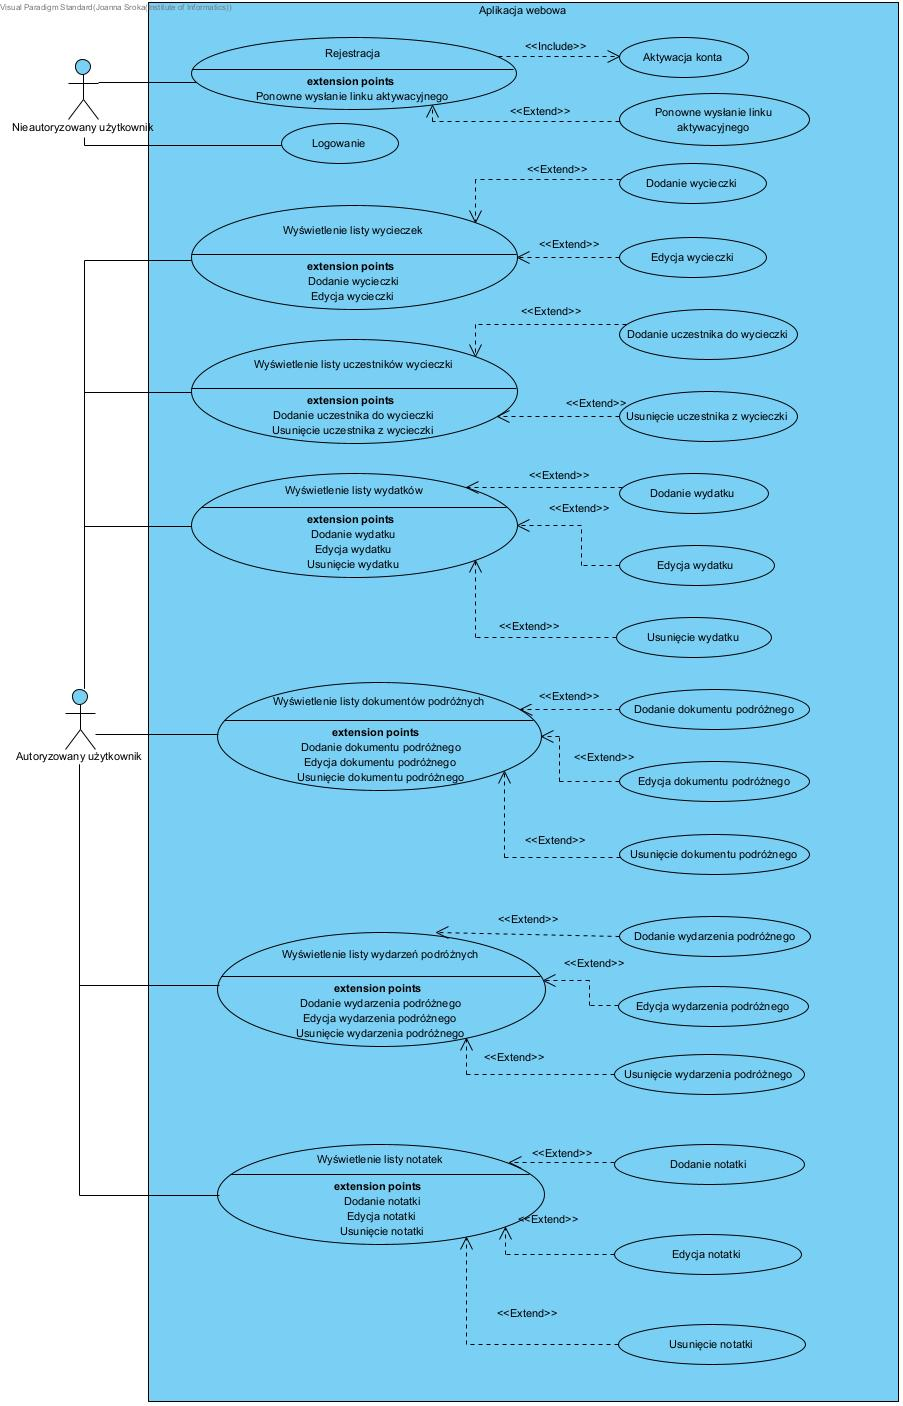 Visual Paradigm Standard(Joanna Sroka(Institute of Informatics))
Aplikacja webowa
Rejestracja
extension points
Ponowne wysłanie linku aktywacyjnego
<<Include>>
Aktywacja konta
<<Extend>>
Ponowne wysłanie linku
aktywacyjnego
Nieautoryzowany użytkownik
Logowanie
<<Extend>>
Dodanie wycieczki
Wyświetlenie listy wycieczek
extension points
Dodanie wycieczki
Edycja wycieczki
<<Extend>>
Edycja wycieczki
<<Extend>>
Dodanie uczestnika do wycieczki
Wyświetlenie listy uczestników wycieczki
extension points
Dodanie uczestnika do wycieczki
Usunięcie uczestnika z wycieczki
<<Extend>>
Usunięcie uczestnika z wycieczki
Wyświetlenie listy wydatków
extension points
Dodanie wydatku
Edycja wydatku
Usunięcie wydatku
<<Extend>>
Dodanie wydatku
<<Extend>>
Edycja wydatku
<<Extend>>
Usunięcie wydatku
Autoryzowany użytkownik
Wyświetlenie listy dokumentów podróżnych
extension points
Dodanie dokumentu podróżnego
Edycja dokumentu podróżnego
Usunięcie dokumentu podróżnego
<<Extend>>
Dodanie dokumentu podróżnego
<<Extend>>
Edycja dokumentu podróżnego
<<Extend>>
Usunięcie dokumentu podróżnego
Wyświetlenie listy wydarzeń podróżnych
extension points
Dodanie wydarzenia podróżnego
Edycja wydarzenia podróżnego
Usunięcie wydarzenia podróżnego
<<Extend>>
Dodanie wydarzenia podróżnego
<<Extend>>
Edycja wydarzenia podróżnego
<<Extend>>
Usunięcie wydarzenia podróżnego
Wyświetlenie listy notatek
extension points
Dodanie notatki
Edycja notatki
Usunięcie notatki
<<Extend>>
Dodanie notatki
<<Extend>>
Edycja notatki
<<Extend>>
Usunięcie notatki